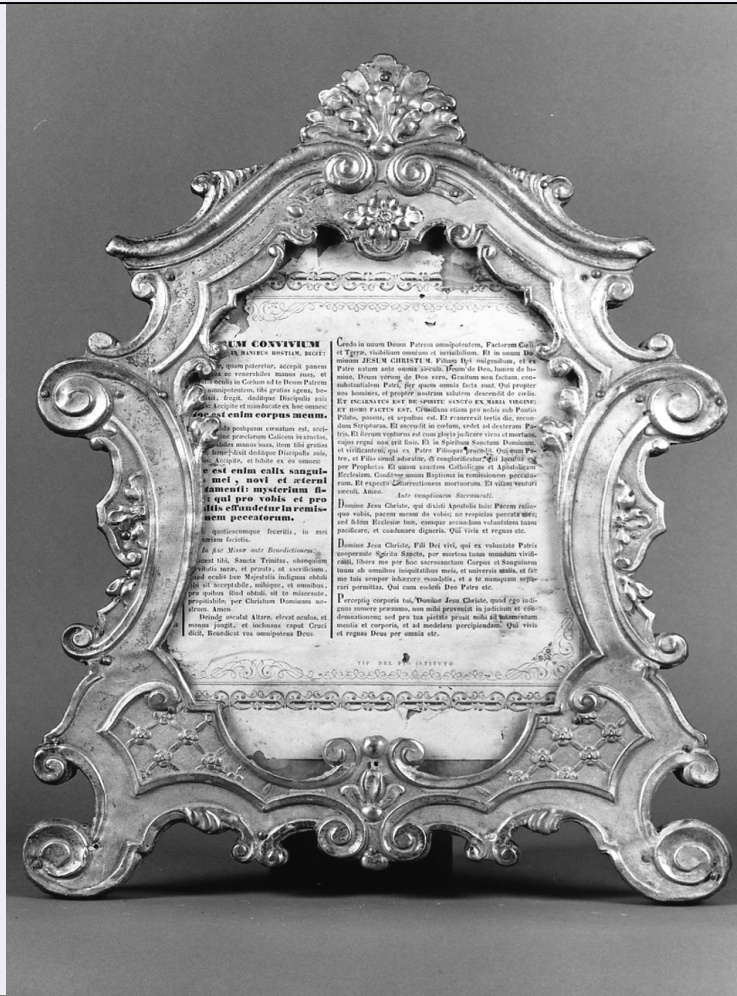 RUM CONVIVIUM
IN MANIBUS HOSTIAM, DICIT:
quam pateretur, accepit panem
ac venerabiles manus suas, et
oculis in Cœlum ad te Deum Patrem
omnipotentem, tibi gratias agens, be-
dixit, fregit, deditque Discipulis suis
Accipite et manducate ex hoc omnes:
oc est enim corpus meum.
postquam cœnatum est, acci-
præclarum Calicem in sanctas,
manus suas, item tibi gratias
deditque Discipulis suis,
Accipite, et bibite ex eo omnes:
c est enim calix sangui-
mei, novi et æterni
tamenti: mysterium fi-
qui pro vobis et pro
ltis effundetur in remis-
nem peccatorum.
quotiescumque feceritis, in mei
oriam facietis.
In fine Missæ ante Benedictionem.
aceat tibi, Sancta Trinitas, obsequium
vitutis meæ, et præsta, ut sacrificium,
od oculis tuæ Majestatis indignus obtuli
bi sit acceptabile, mihique, et omnibus,
pro quibus illud obtuli, sit te miserante,
propitiabile; per Christum Dominum no-
strum. Amen
Deinde osculat Altare, elevat oculos, et
manus jungit, et inclinans caput Cruci
dicit, Benedicat vos omnipotens Deus
Credo in unum Deum Patrem omnipotentem, Factorem Cœli
et Terræ, visibilium omnium et invisibilium. Et in unum Do-
minum JESUM CHRISTUM. Filium Dei unigenitum, et ex
Patre natum ante omnia sæcula. Deum de Deo, lumen de lu-
mine, Deum verum de Deo vero, Genitum non factum, con-
substantialem Patri, per quem omnia facta sunt. Qui propter
nos homines, et propter nostram salutem descendit de cœlis.
ET INCARNATUS EST DE SPIRITU SANCTO EX MARIA VIRGINE;
ET HOMO FACTUS EST. Crucifixus etiam pro nobis sub Pontio
Pilato, passus, et sepultus est. Et resurrexit tertia die, secun-
dum Scripturas. Et ascendit in cœlum, sedet ad dexteram Pa-
tris. Et iterum venturus est cum gloria judicare vivos et mortuos,
cujus regni non erit finis. Et in Spiritum Sanctum Dominum,
et vivificantem, qui ex Patre Filioque procedit. Qui cum Pa-
tre, et Filio simul adoratur, et conglorificatur, qui locutus est
per Prophetas. Et unam sanctam Catholicam et Apostolicam
Ecclesiam. Confiteor unum Baptisma in remissionem peccato-
rum. Et expecto resurrectionem mortuorum. Et vitam venturi
sæculi. Amen.
Ante sumptionem Sacramenti.
Domine Jesu Christe, qui dixisti Apostolis tuis: Pacem relin-
quo vobis, pacem meam do vobis; ne respicias peccata mea;
sed fidem Ecclesiæ tuæ, eamque secundum voluntatem tuam
pacificare, et coadunare digneris. Qui vivis et regnas etc.
Domine Jesu Christe, Fili Dei vivi, qui ex voluntate Patris
cooperante Spiritu Sancto, per mortem tuam mundum vivifi-
casti, libera me per hoc sacrosanctum Corpus et Sanguinem
tuum ab omnibus iniquitatibus meis, et universis malis, et fac
me tuis semper inhærere mandatis, et a te nunquam sepa-
rari permittas. Qui cum eodem Deo Patre etc.
Perceptio corporis tui, Domine Jesu Christe, quod ego indi-
gnus sumere præsumo, non mihi proveniat in judicium et con-
demnationem; sed pro tua pietate prosit mihi ad tutamentum
mentis et corporis, et ad medelam percipiendam. Qui vivis
et regnas Deus per omnia etc.
TIP. DEL PIO ISTITUTO